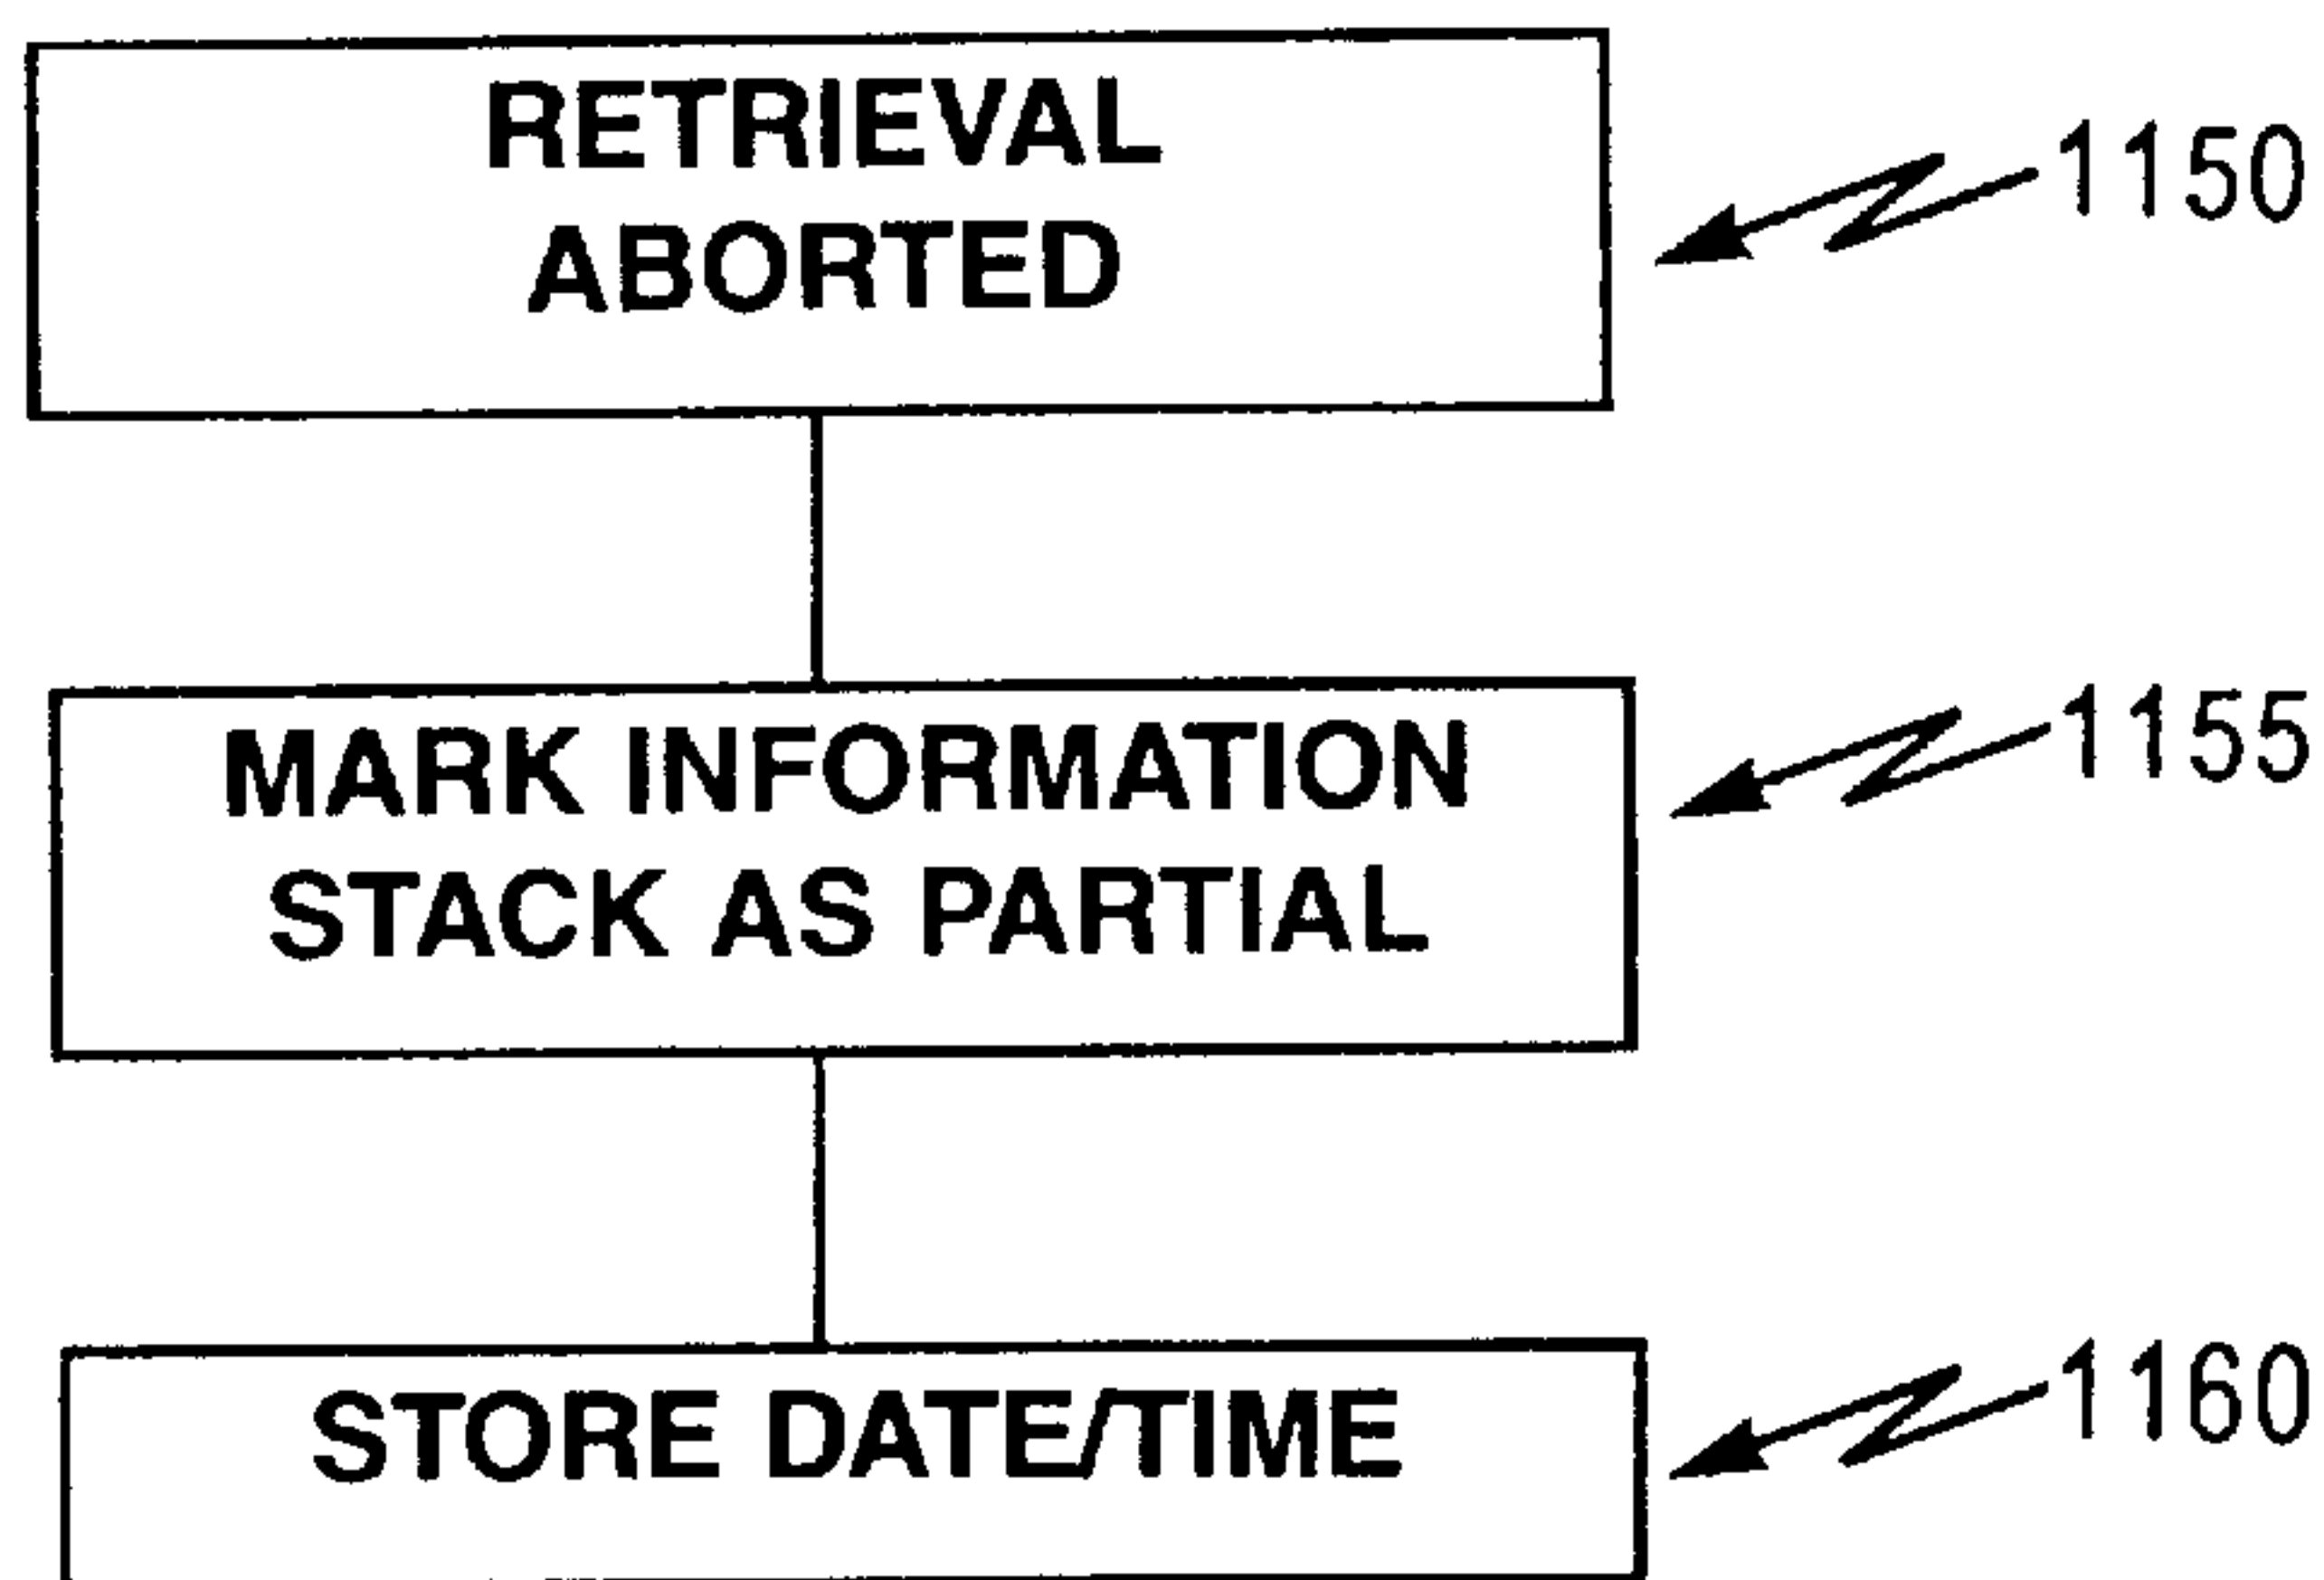 RETRIEVAL
ABORTED
1150
MARK INFORMATION
STACK AS PARTIAL
1155
STORE DATE/TIME
1160